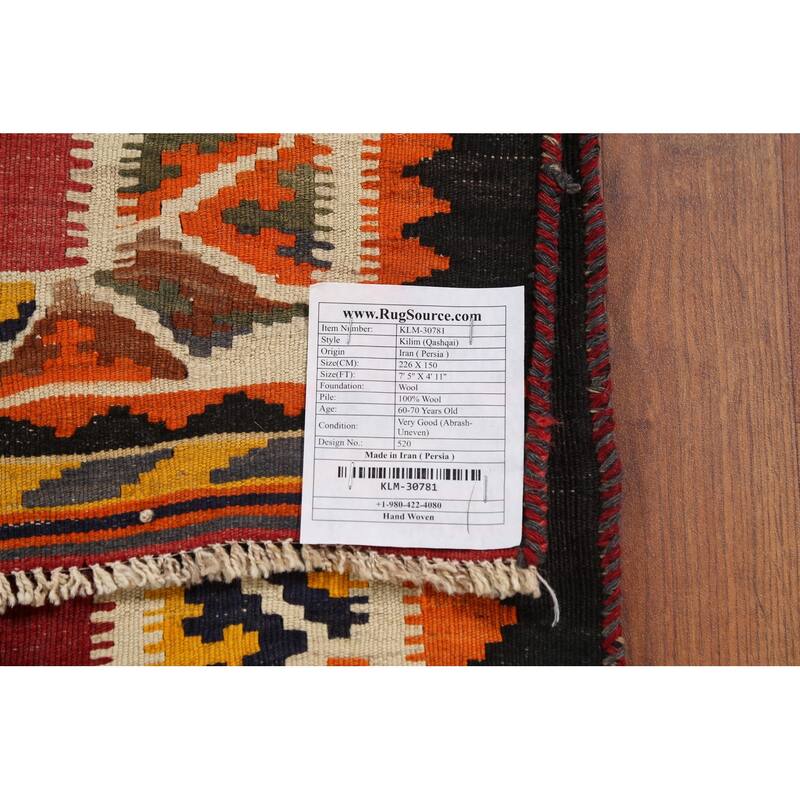 www.RugSource.com
Item Number: KLM-30781
Style Kilim (Qashqai)
Origin Iran ( Persia )
Size(CM): 226 X 150
Size(FT): 7' 5" X 4' 11"
Foundation: Wool
Pile: 100% Wool
Age: 60-70 Years Old
Condition: Very Good (Abrash-
Uneven)
Design No.: 520
Made in Iran ( Persia )
KLM-30781
+1-980-422-4080
Hand Woven